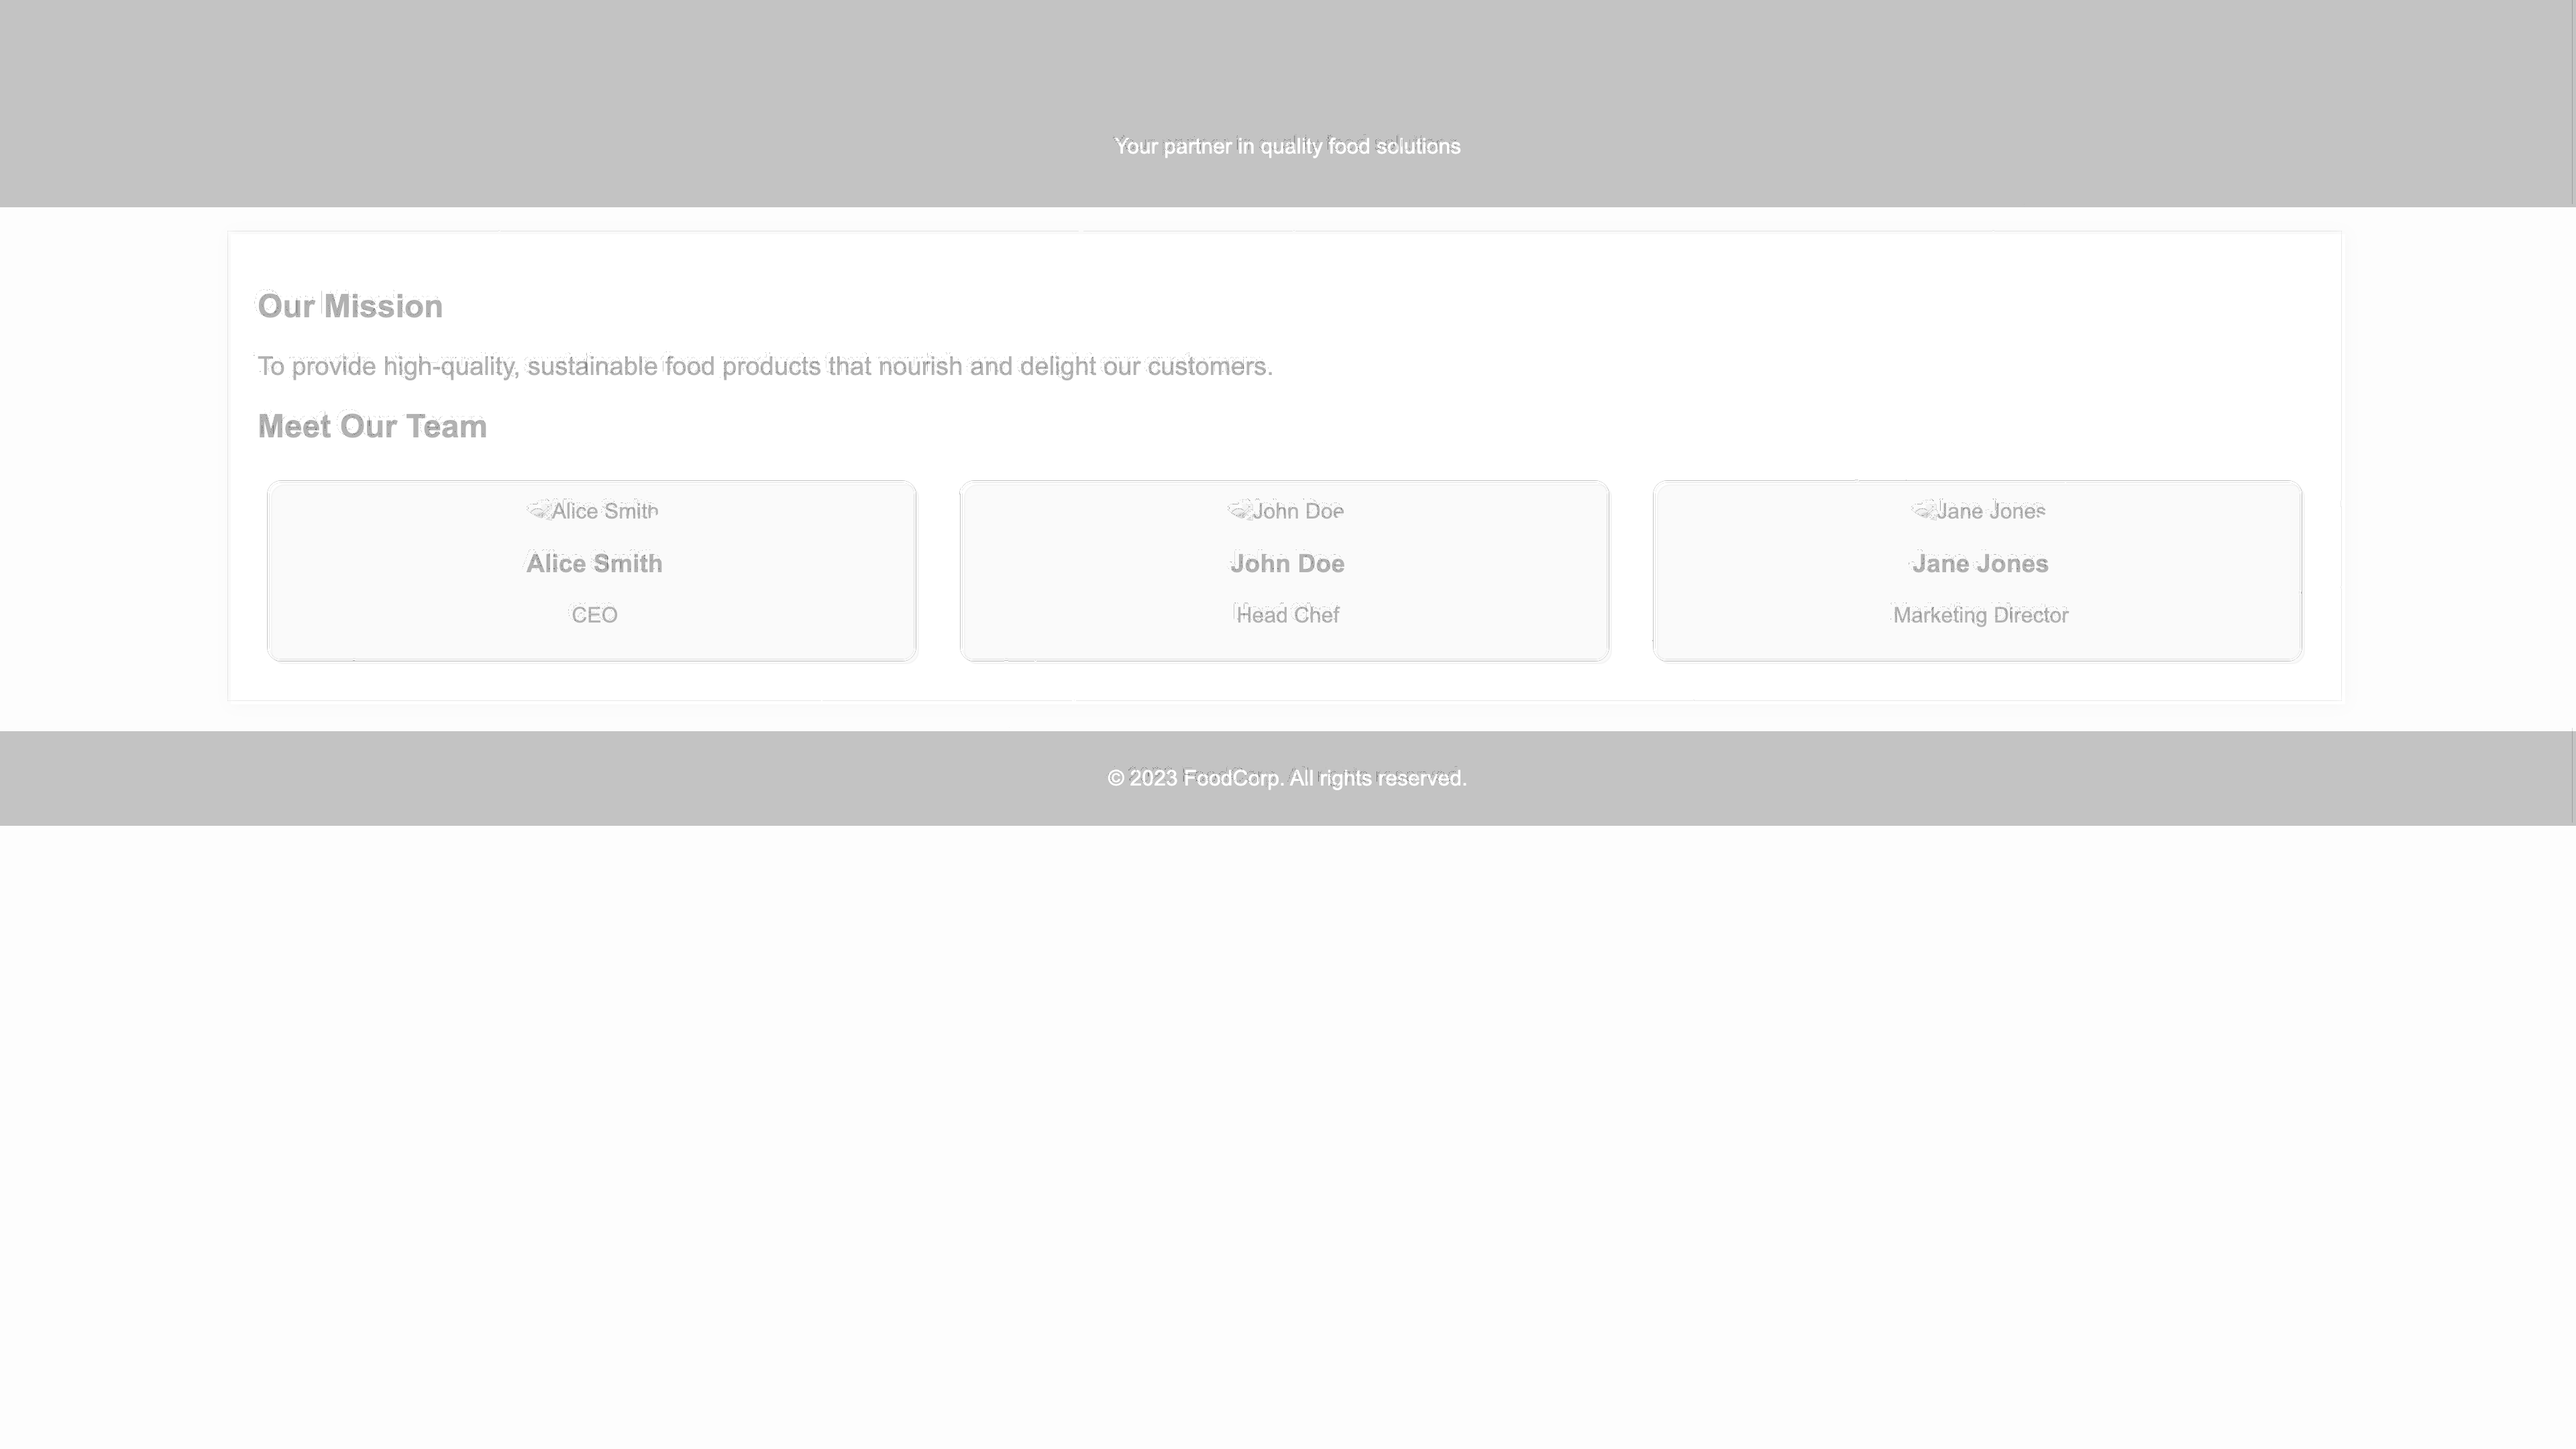 Your partner in quality food solutions
Our Mission
To provide high-quality, sustainable food products that nourish and delight our customers.
Meet Our Team
Alice Smith
John Doe
Jane Jones
Alice Smith
John Doe
Jane Jones
CEO
Head Chef
Marketing Director
© 2023 FoodCorp. All rights reserved.